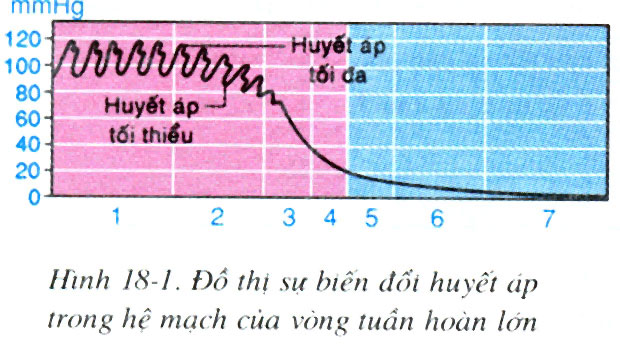 mmHg
120
100
80
60
40
20
0
Huyết áp
tối đa
Huyết áp
tối thiểu
1 2 3 4 5 6 7
Hình 18-1. Đồ thị sự biến đổi huyết áp
trong hệ mạch của vòng tuần hoàn lớn